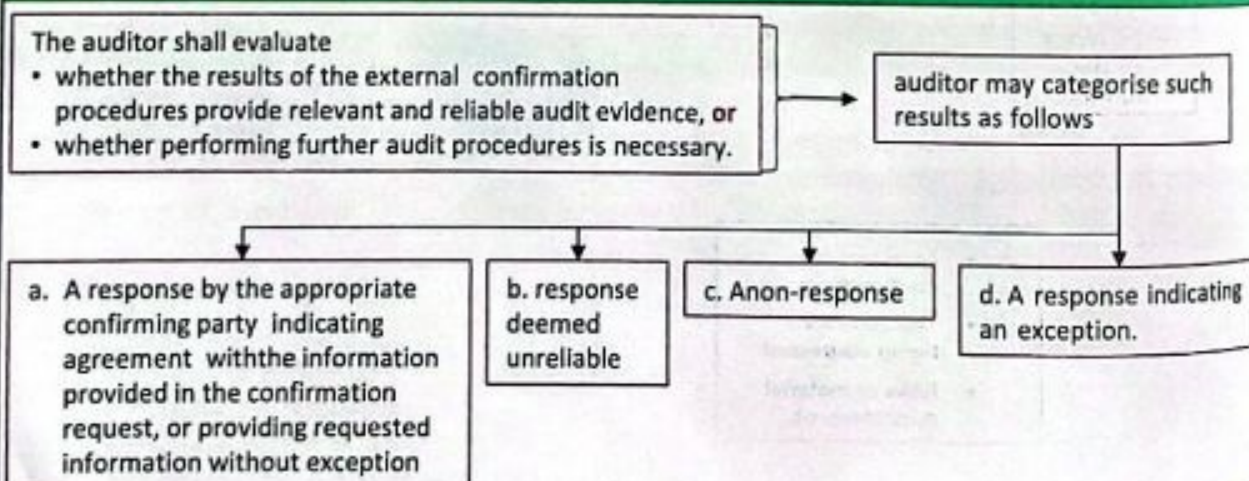 The auditor shall evaluate
• whether the results of the external confirmation
procedures provide relevant and reliable audit evidence, or
• whether performing further audit procedures is necessary.
auditor may categorise such
results as follows
a. A response by the appropriate
confirming party indicating
agreement withthe information
provided in the confirmation
request, or providing requested
information without exception
b. response
deemed
unreliable
c. Anon-response
d. A response indicating
an exception.